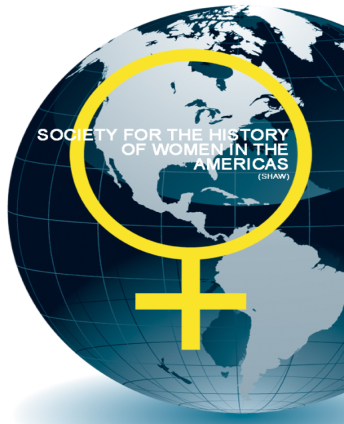 SOCIETY FOR THE HISTORY
OF WOMEN IN THE
AMERICAS
(SHAW)